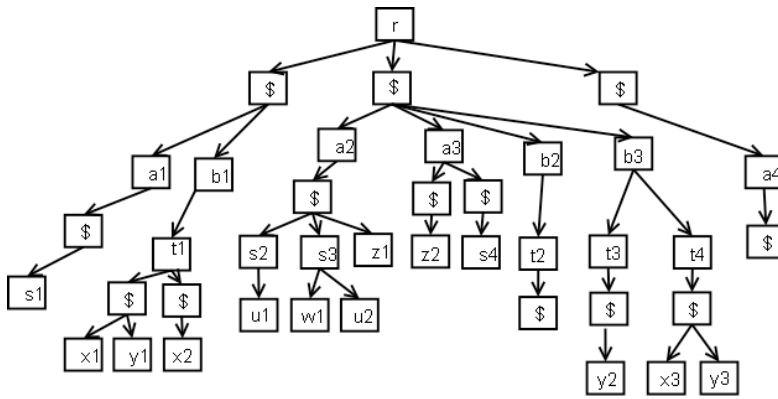 r
$ $ $
a1 b1 a2 a3 b2 b3 a4
$ $ $ $
s1 t1 s2 s3 z1 z2 s4 t2 t3 t4 $
$ $ u1 w1 u2 $ $ $
x1 y1 x2 y2 x3 y3